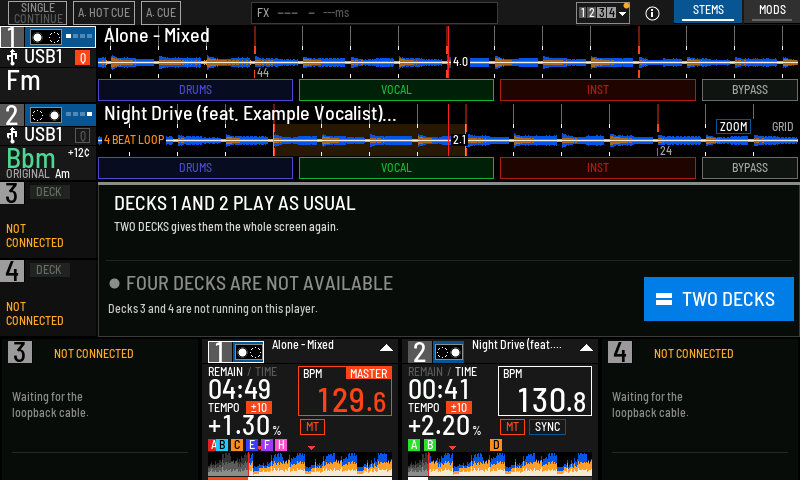 SINGLE
CONTINUE
A. HOT CUE
A. CUE
FX --- - ---ms
1 2 3 4
STEMS
MODS
1
USB1
0
Fm
Alone - Mixed
4.0
44
DRUMS
VOCAL
INST
BYPASS
2
USB1
0
Bbm
+12¢
ORIGINAL Am
Night Drive (feat. Example Vocalist)...
4 BEAT LOOP
2.1
ZOOM
GRID
24
DRUMS
VOCAL
INST
BYPASS
3 DECK
NOT
CONNECTED
4 DECK
NOT
CONNECTED
DECKS 1 AND 2 PLAY AS USUAL
TWO DECKS gives them the whole screen again.
FOUR DECKS ARE NOT AVAILABLE
Decks 3 and 4 are not running on this player.
TWO DECKS
3
NOT CONNECTED
Waiting for the
loopback cable.
1
Alone - Mixed
REMAIN / TIME
04:49
TEMPO ±10
+1.30%
BPM MASTER
129.6
MT
A B C E F H
2
Night Drive (feat....
REMAIN / TIME
00:41
TEMPO ±10
+2.20%
BPM
130.8
MT SYNC
A B D
4
NOT CONNECTED
Waiting for the
loopback cable.